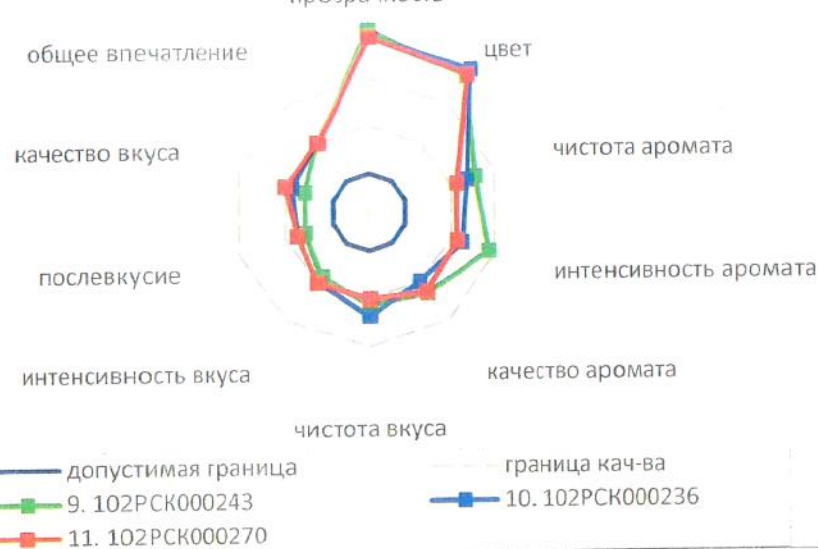 прозрачность
общее впечатление
цвет
качество вкуса
чистота аромата
послевкусие
интенсивность аромата
интенсивность вкуса
качество аромата
чистота вкуса
допустимая граница
граница кач-ва
9. 102РСК000243
10. 102РСК000236
11. 102РСК000270